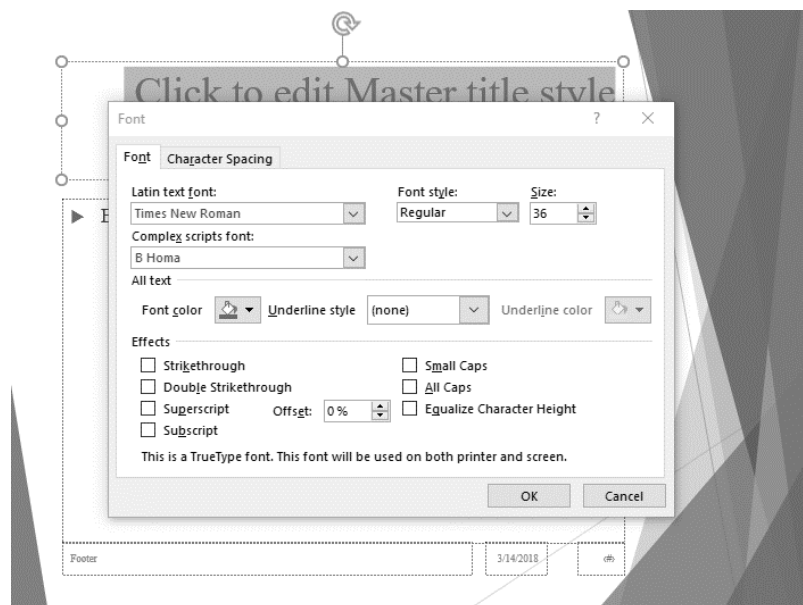 Click to edit Master title style
Font ? ×
Font Character Spacing
Latin text font: Font style: Size:
Times New Roman Regular 36
Complex scripts font:
B Homa
All text
Font color Underline style (none) Underline color
Effects
Strikethrough Small Caps
Double Strikethrough All Caps
Superscript Offset: 0% Equalize Character Height
Subscript
This is a TrueType font. This font will be used on both printer and screen.
OK Cancel
Footer 3/14/2018 ‹#›